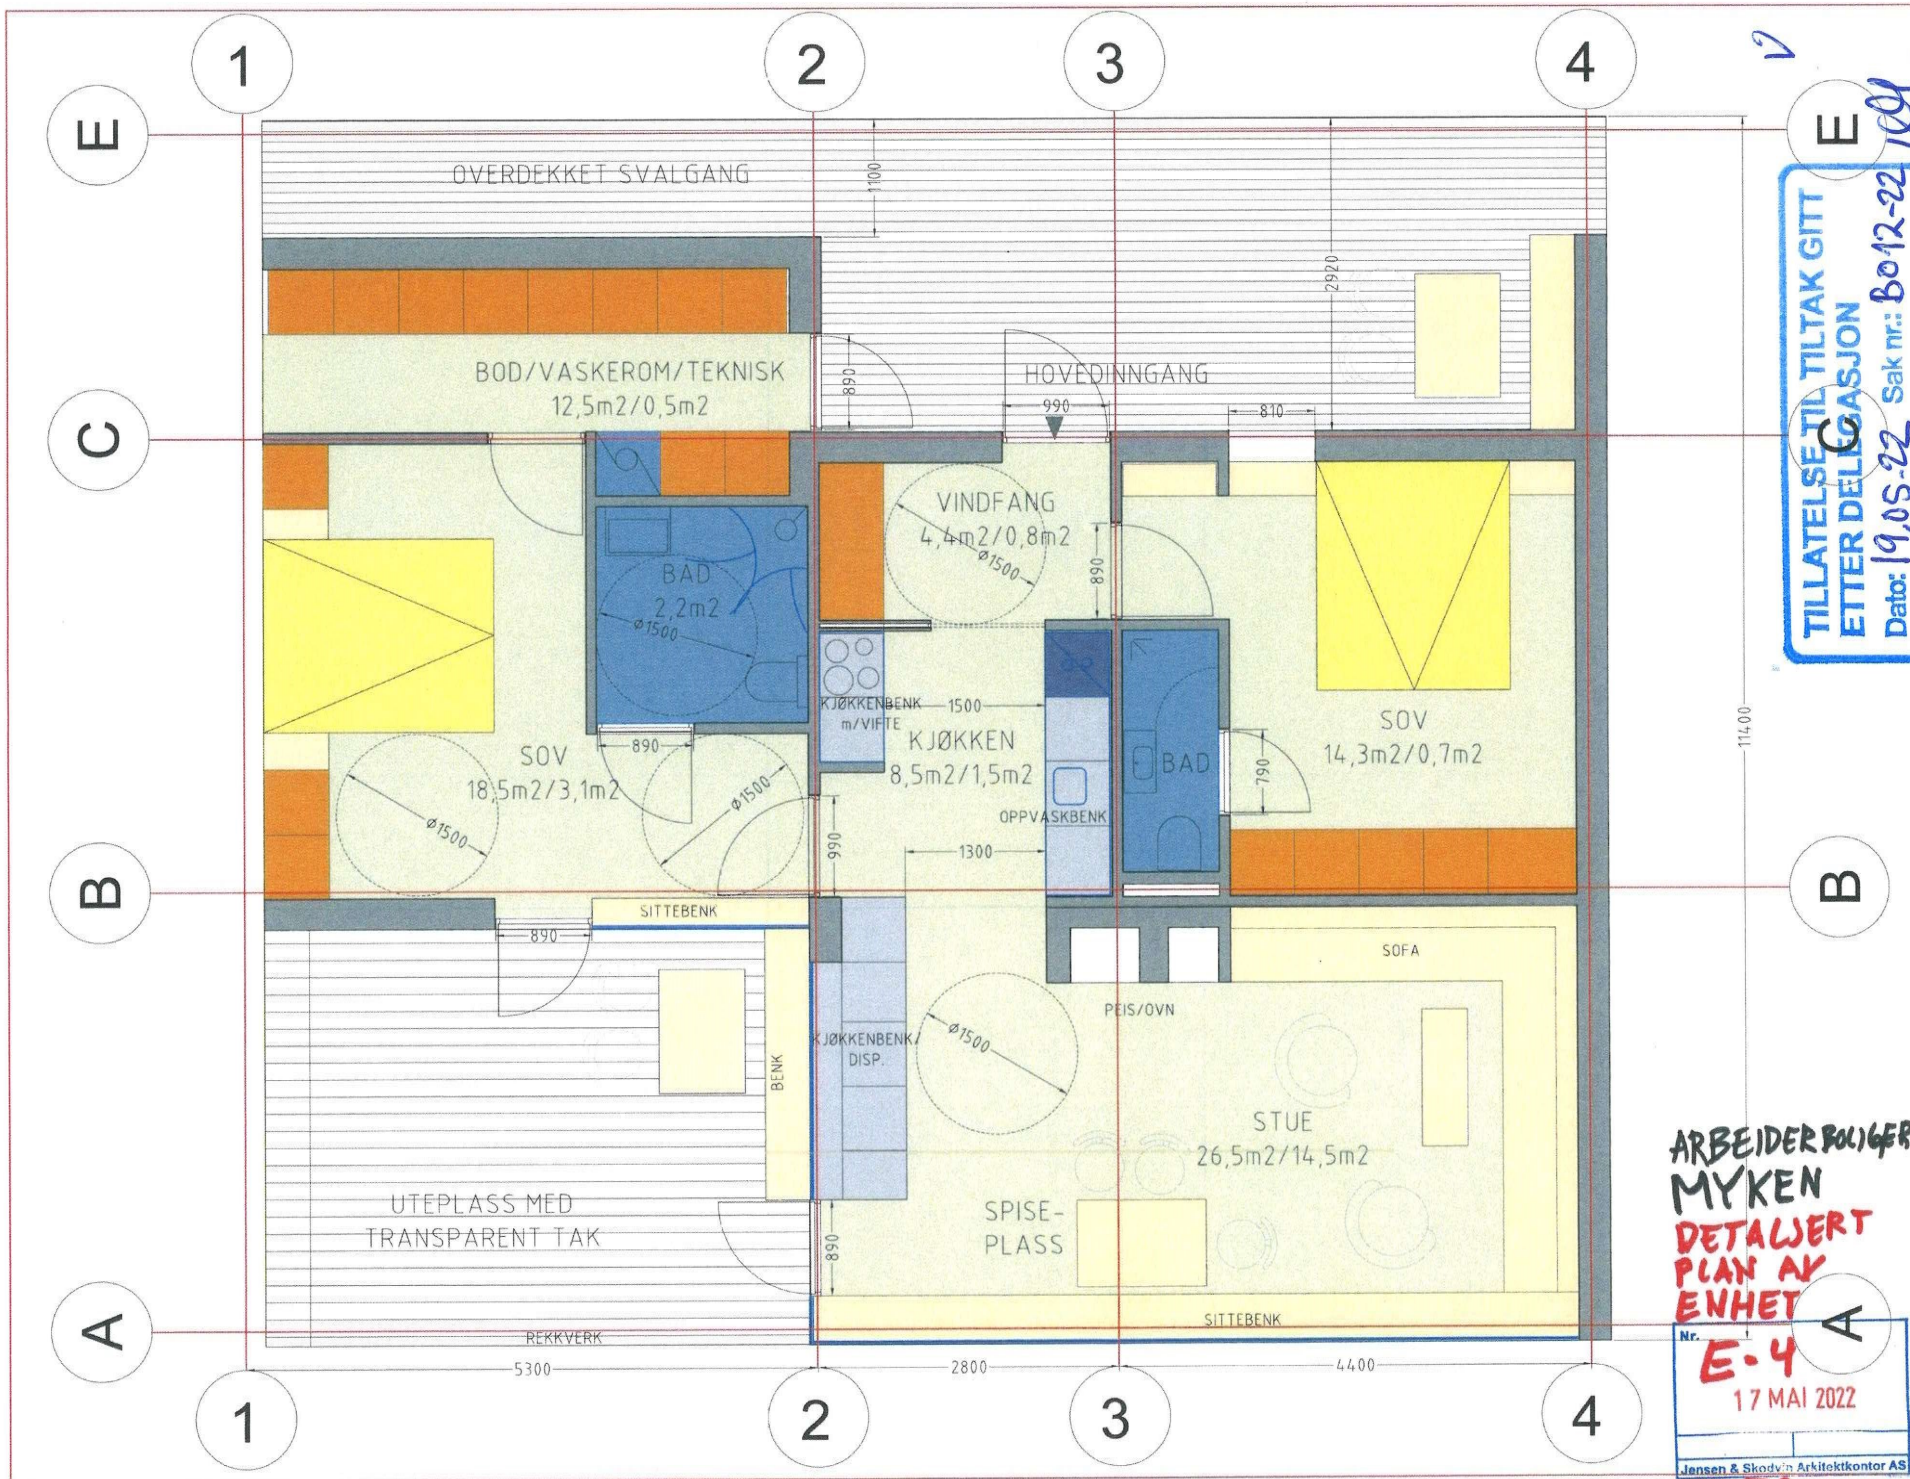 1
2
3
4
E
E
OVERDEKKET SVALGANG
1100
2920
BOD/VASKEROM/TEKNISK
12,5m2/0,5m2
890
HOVEDINNGANG
990
810
C
C
VINDFANG
4,4m2/0,8m2
ø1500
890
BAD
2,2m2
ø1500
KJØKKENBENK
m/VIFTE
1500
KJØKKEN
8,5m2/1,5m2
OPPVASKBENK
1300
BAD
790
SOV
14,3m2/0,7m2
11400
890
SOV
18,5m2/3,1m2
ø1500
ø1500
990
B
B
SITTEBENK
890
BENK
KJØKKENBENK/
DISP.
ø1500
SOFA
PEIS/OVN
STUE
26,5m2/14,5m2
UTEPLASS MED
TRANSPARENT TAK
SPISE-
PLASS
890
SITTEBENK
REKKVERK
A
A
5300
2800
4400
1
2
3
4
TILLATELSE TIL TILTAK GITT
ETTER DELEGASJON
Dato: 19.05-22 Sak nr.: B012-22
ARBEIDERBOLIGER
MYKEN
DETALJERT
PLAN AV
ENHET
Nr.
E-4
17 MAI 2022
Jensen & Skodvin Arkitektkontor AS